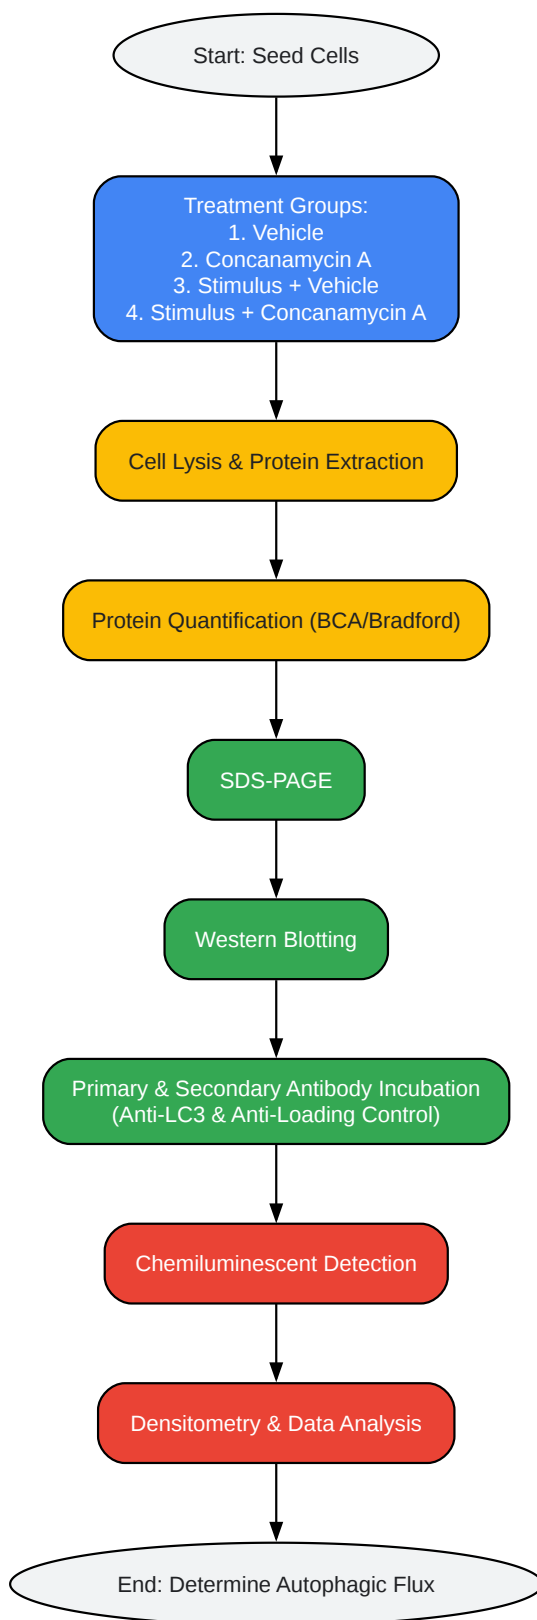 Start: Seed Cells
Treatment Groups:
1. Vehicle
2. Concanamycin A
3. Stimulus + Vehicle
4. Stimulus + Concanamycin A
Cell Lysis & Protein Extraction
Protein Quantification (BCA/Bradford)
SDS-PAGE
Western Blotting
Primary & Secondary Antibody Incubation
(Anti-LC3 & Anti-Loading Control)
Chemiluminescent Detection
Densitometry & Data Analysis
End: Determine Autophagic Flux